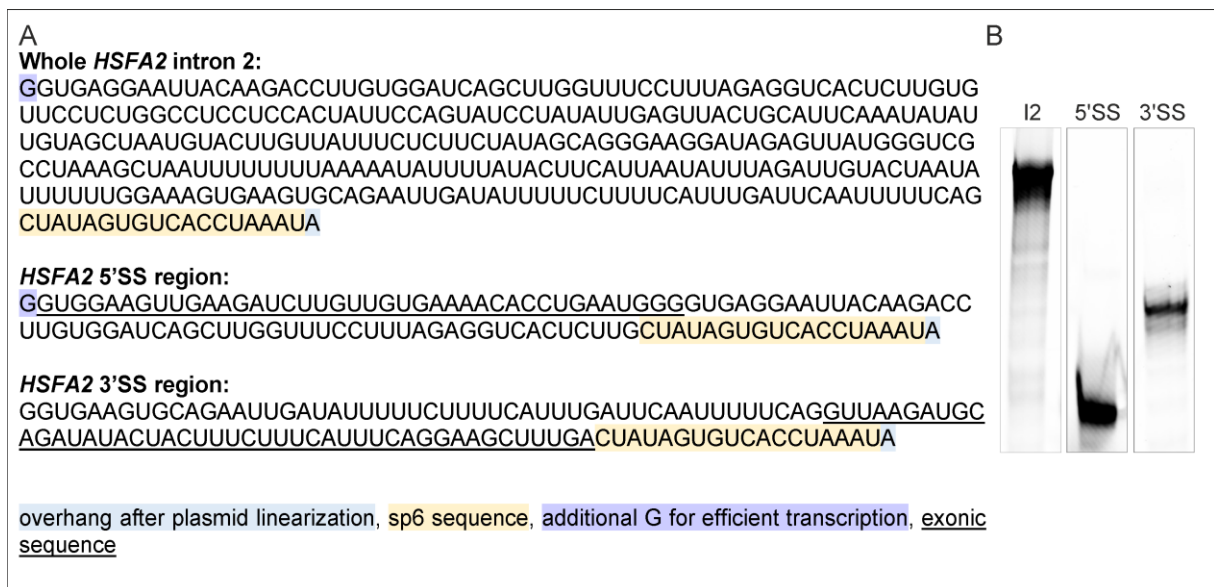 A
B
Whole HSFA2 intron 2:
GGUGAGGAAUUACAAGACCUUGUGGAUCAGCUUGGUUUCCUUUAGAGGUCACUCUUGUG
UUCCUCUGGCCUCCUCCACUAUUCCAGUAUCCUAUAUUGAGUUACUGCAUUCAAAUAUAU
UGUAGCUAAUGUACUUGUUAUUUCUCUUCUAUAGCAGGGAAGGAUAGAGUUAUGGGUCG
CCUAAAGCUAAUUUUUUUUUAAAAAUAUUUUAUACUUCAUUAAUAUUUAGAUUGUACUAAUA
UUUUUUGGAAAGUGAAGUGCAGAAUUGAUAUUUUUCUUUUCAUUUGAUUCAAUUUUUCAG
CUAUAGUGUCACCUAAAUA
HSFA2 5'SS region:
GGUGGAAGUUGAAGAUCUUGUUGUGAAAACACCUGAAUGGGGUGAGGAAUUACAAGACC
UUGUGGAUCAGCUUGGUUUCCUUUAGAGGUCACUCUUGCUAUAGUGUCACCUAAAUA
HSFA2 3'SS region:
GGUGAAGUGCAGAAUUGAUAUUUUUCUUUUCAUUUGAUUCAAUUUUUCAGGUUAAGAUGC
AGAUAUACUACUUUCUUUCAUUUCAGGAAGCUUUGACUAUAGUGUCACCUAAAUA
overhang after plasmid linearization, sp6 sequence, additional G for efficient transcription, exonic
sequence
I2 5'SS 3'SS